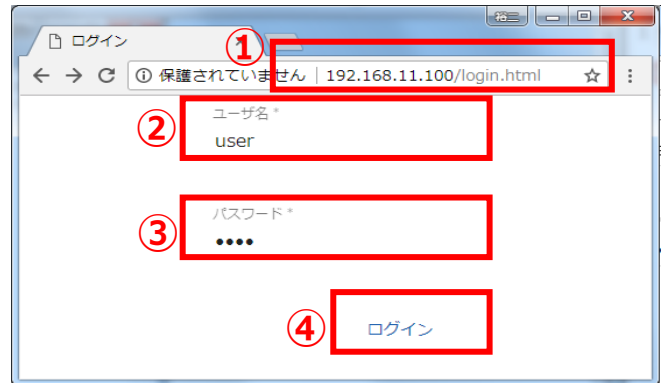 裕三
ログイン
①
保護されていません | 192.168.11.100/login.html
②
ユーザ名 *
user
③
パスワード *
••••
④
ログイン